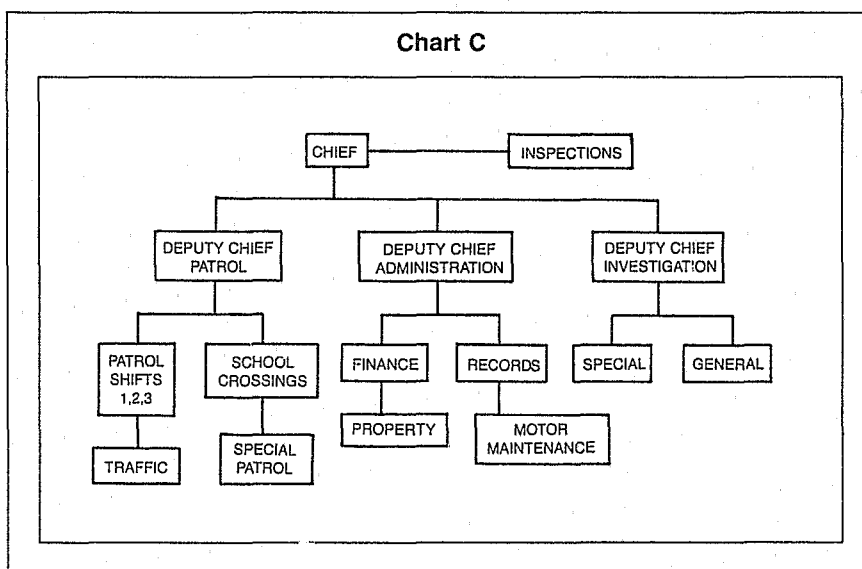 Chart C
CHIEF
INSPECTIONS
DEPUTY CHIEF
PATROL
DEPUTY CHIEF
ADMINISTRATION
DEPUTY CHIEF
INVESTIGATION
PATROL
SHIFTS
1,2,3
SCHOOL
CROSSINGS
FINANCE
RECORDS
SPECIAL
GENERAL
TRAFFIC
SPECIAL
PATROL
PROPERTY
MOTOR
MAINTENANCE